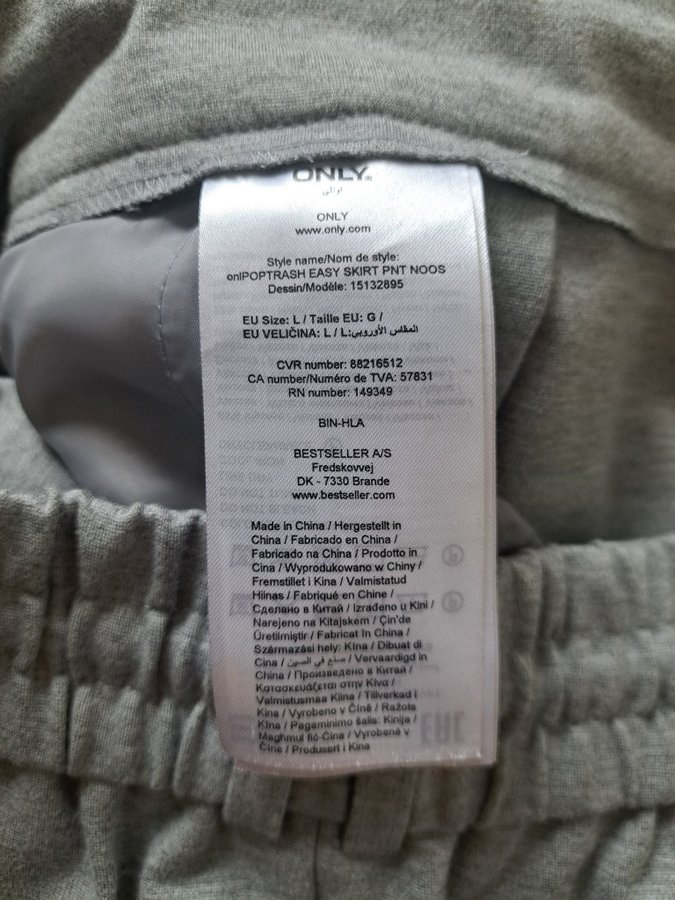 ONLY®
اونلي
ONLY
www.only.com
Style name/Nom de style:
onlPOPTRASH EASY SKIRT PNT NOOS
Dessin/Modèle: 15132895
EU Size: L / Taille EU: G /
EU VELIČINA: L / L:المقاس الأوروبي
CVR number: 88216512
CA number/Numéro de TVA: 57831
RN number: 149349
BIN-HLA
BESTSELLER A/S
Fredskovvej
DK - 7330 Brande
www.bestseller.com
Made in China / Hergestellt in
China / Fabricado en China /
Fabricado na China / Prodotto in
Cina / Wyprodukowano w Chiny /
Fremstillet i Kina / Valmistatud
Hiinas / Fabriqué en Chine /
Сделано в Китай / Izrađeno u Kini /
Narejeno na Kitajskem / Çin'de
Üretilmiştir / Fabricat în China /
Származási hely: Kína / Dibuat di
Cina / صنع في الصين / Vervaardigd in
China / Произведено в Китай /
Κατασκευάζεται στην Κίνα /
Valmistusmaa Kiina / Tillverkad i
Kina / Vyrobeno v Číně / Ražots
Ķīna / Pagaminimo šalis: Kinija /
Magħmul fiċ-Ċina / Vyrobené v
Číne / Produsert i Kina